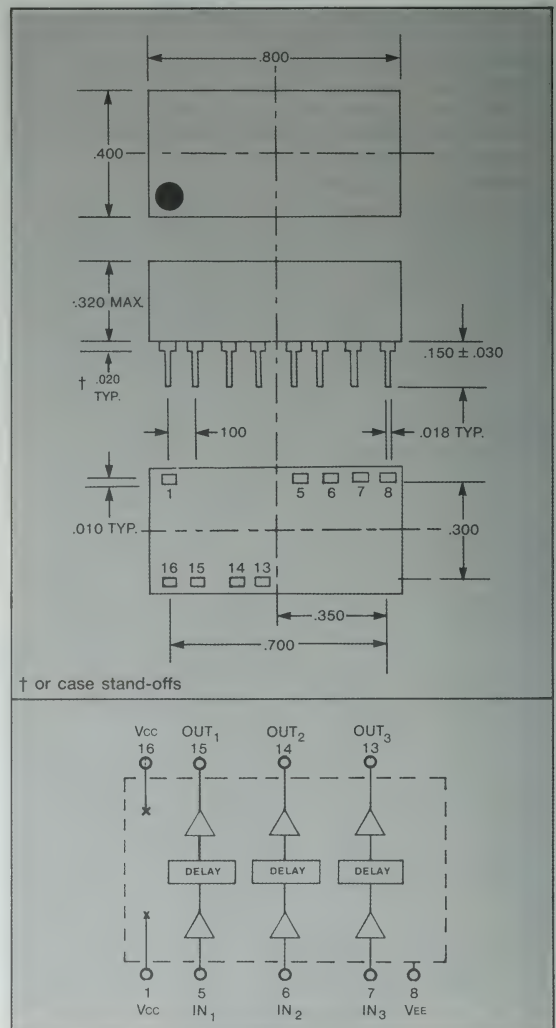 .800
.400
.320 MAX.
† .020
TYP.
.150 ± .030
100
.018 TYP.
1 5 6 7 8
.010 TYP.
.300
16 15 14 13
.350
.700
† or case stand-offs
VCC OUT₁ OUT₂ OUT₃
16 15 14 13
DELAY DELAY DELAY
1 5 6 7 8
VCC IN₁ IN₂ IN₃ VEE